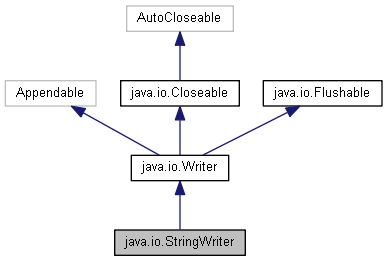 AutoCloseable
Appendable
java.io.Closeable
java.io.Flushable
java.io.Writer
java.io.StringWriter